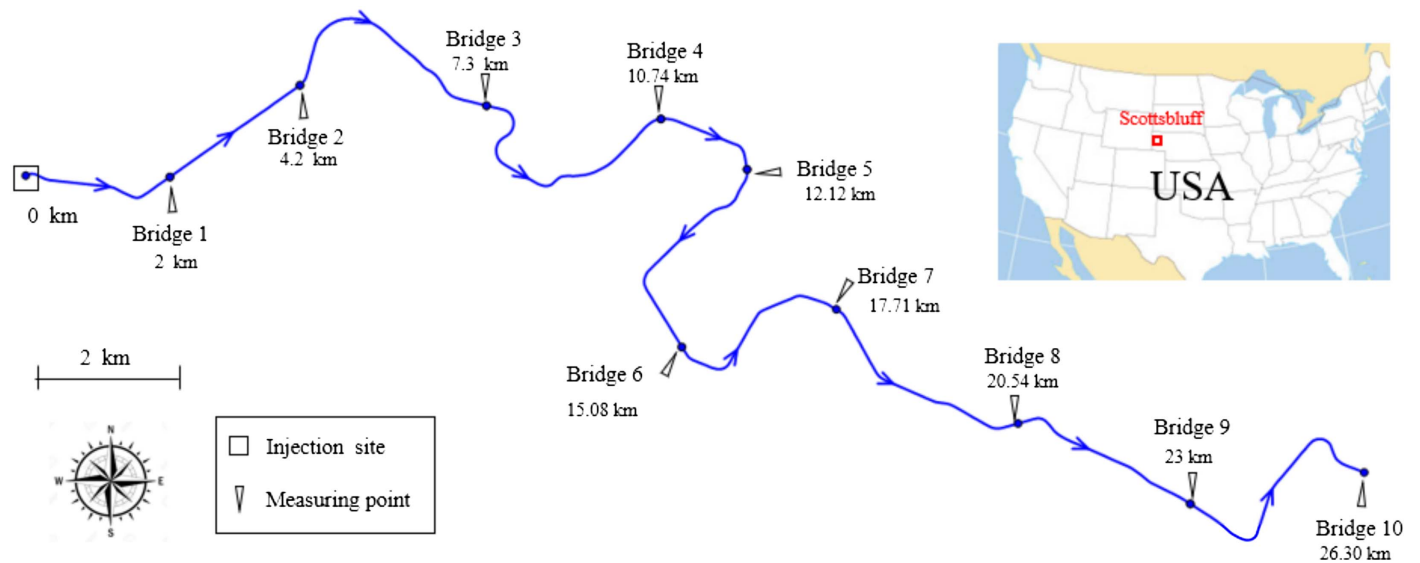 Bridge 3
7.3 km
Bridge 4
10.74 km
Scottsbluff
USA
Bridge 2
4.2 km
Bridge 5
12.12 km
0 km
Bridge 1
2 km
Bridge 7
17.71 km
2 km
Bridge 6
15.08 km
Bridge 8
20.54 km
Bridge 9
23 km
N
W
E
S
Injection site
Measuring point
Bridge 10
26.30 km